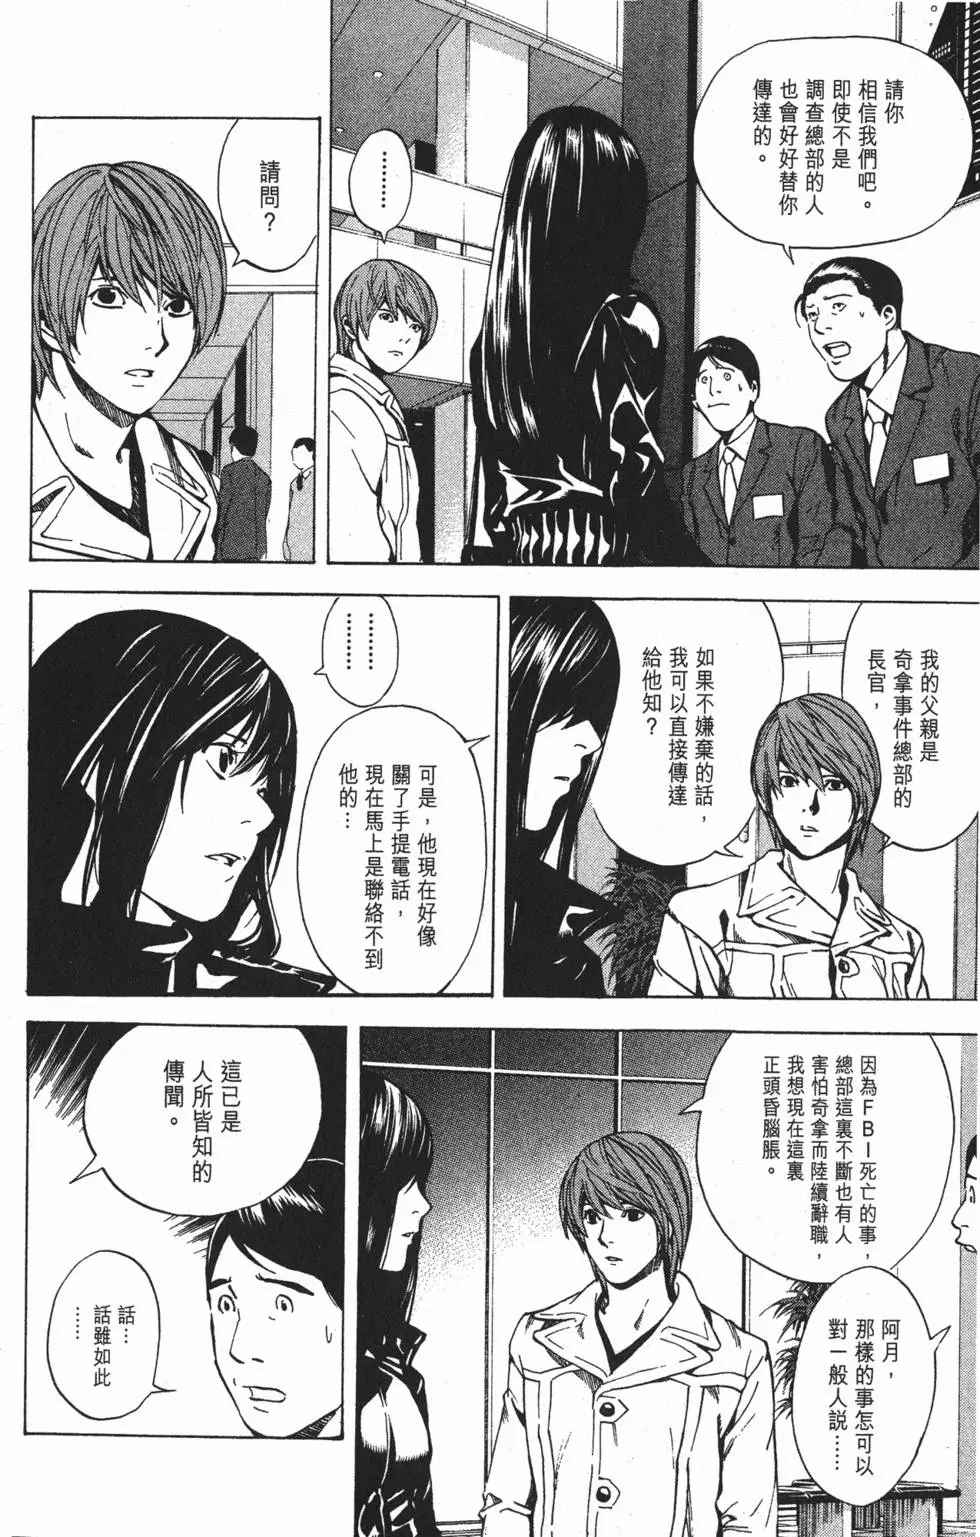 請你
相信我們吧。
即使不是
調查總部的人
也會好好替你
傳達的。
………
請問？
我的父親是
奇拿事件總部的
長官，
如果不嫌棄的話，
我可以直接傳達
給他知？
………
可是，他現在好像
關了手提電話，
現在馬上是聯絡不到
他的…
因為FBI死亡的事，
總部這裏不斷也有人
害怕奇拿而陸續辭職，
我想現在這裏
正頭昏腦脹。
阿月，
那樣的事怎可以
對一般人說……
這已是
人所皆知的
傳聞。
話…
話雖如此
……